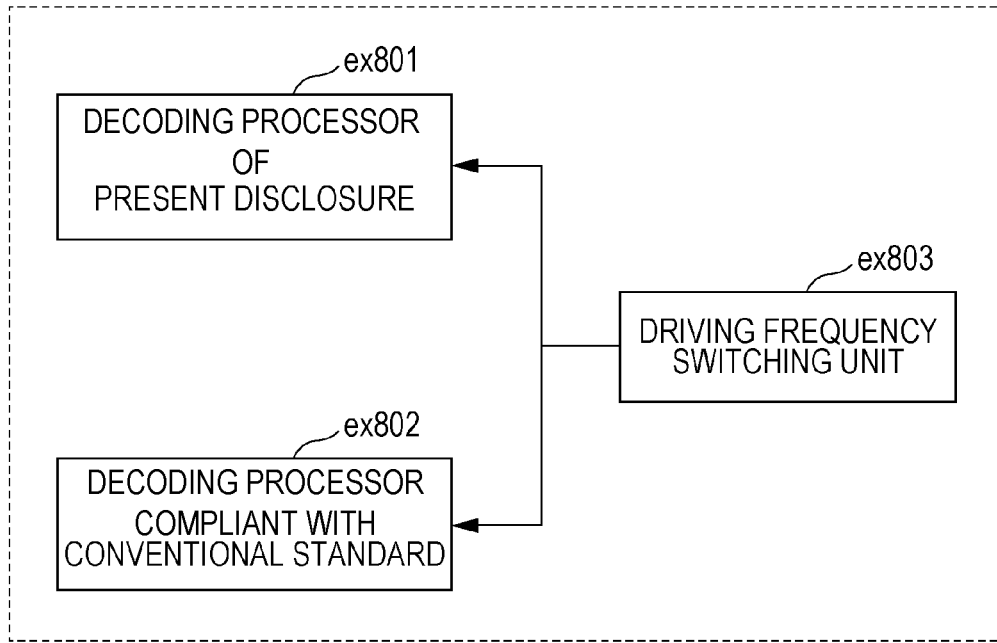 ex801
DECODING PROCESSOR
OF
PRESENT DISCLOSURE
ex803
DRIVING FREQUENCY
SWITCHING UNIT
ex802
DECODING PROCESSOR
COMPLIANT WITH
CONVENTIONAL STANDARD